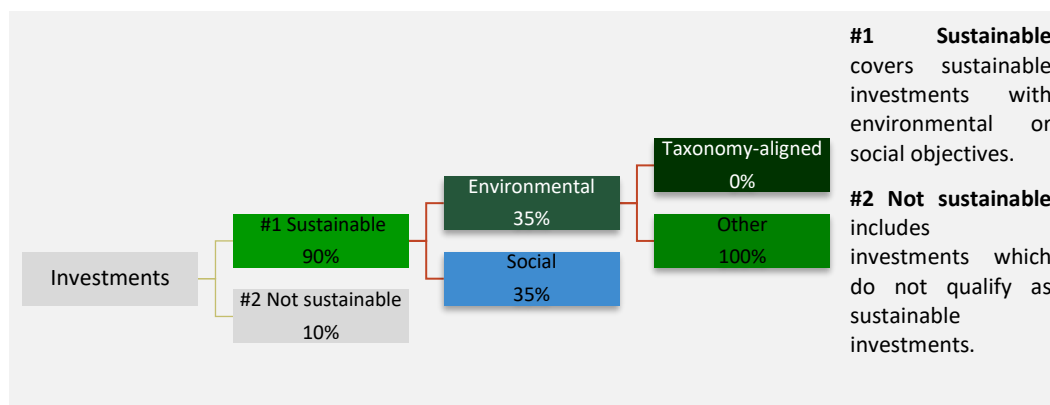 Investments
#1 Sustainable
90%
#2 Not sustainable
10%
Environmental
35%
Social
35%
Taxonomy-aligned
0%
Other
100%
#1 Sustainable
covers sustainable
investments with
environmental or
social objectives.
#2 Not sustainable
includes
investments which
do not qualify as
sustainable
investments.